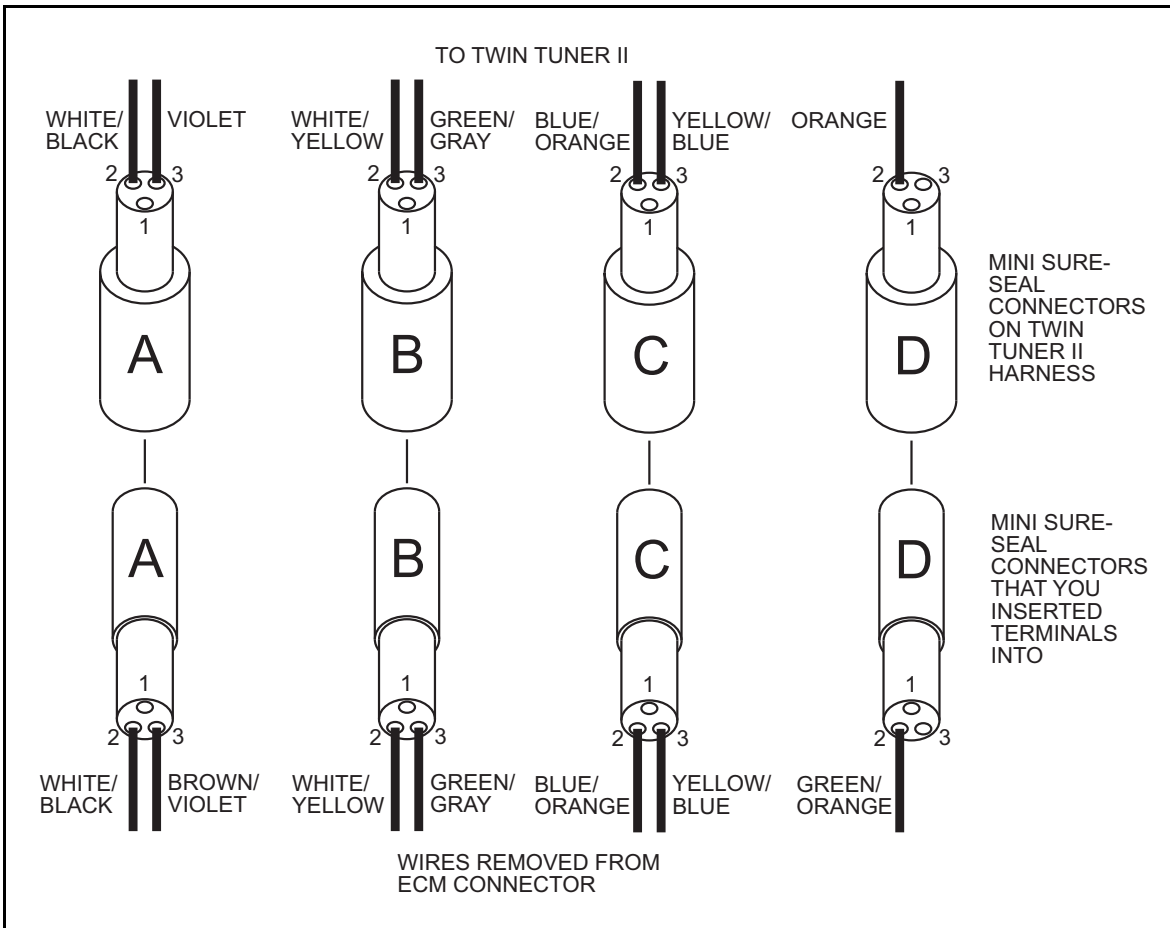 TO TWIN TUNER II
WHITE/
BLACK
VIOLET
WHITE/
YELLOW
GREEN/
GRAY
BLUE/
ORANGE
YELLOW/
BLUE
ORANGE
2
3
1
2
3
1
2
3
1
2
3
1
A
B
C
D
MINI SURE-
SEAL
CONNECTORS
ON TWIN
TUNER II
HARNESS
A
B
C
D
MINI SURE-
SEAL
CONNECTORS
THAT YOU
INSERTED
TERMINALS
INTO
1
2
3
1
2
3
1
2
3
1
2
3
WHITE/
BLACK
BROWN/
VIOLET
WHITE/
YELLOW
GREEN/
GRAY
BLUE/
ORANGE
YELLOW/
BLUE
GREEN/
ORANGE
WIRES REMOVED FROM
ECM CONNECTOR